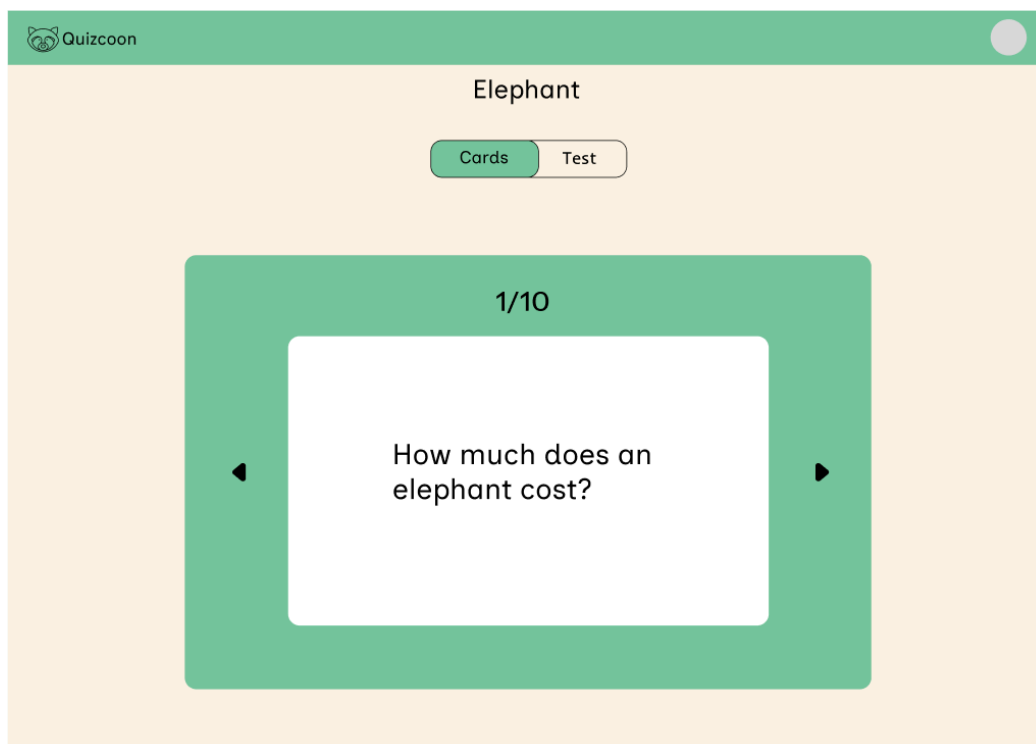 Quizcoon
Elephant
Cards Test
1/10
How much does an
elephant cost?